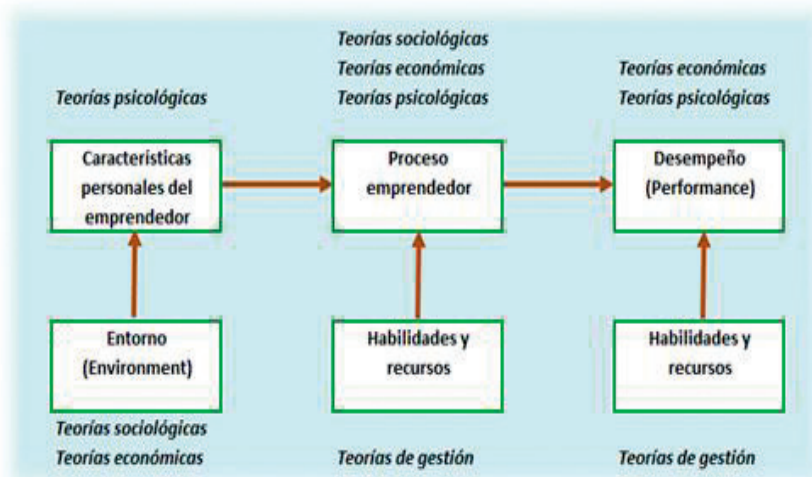 Teorías sociológicas
Teorías económicas
Teorías psicológicas
Teorías económicas
Teorías psicológicas
Teorías psicológicas
Características
personales del
emprendedor
Proceso
emprendedor
Desempeño
(Performance)
Entorno
(Environment)
Habilidades y
recursos
Habilidades y
recursos
Teorías sociológicas
Teorías económicas
Teorías de gestión
Teorías de gestión